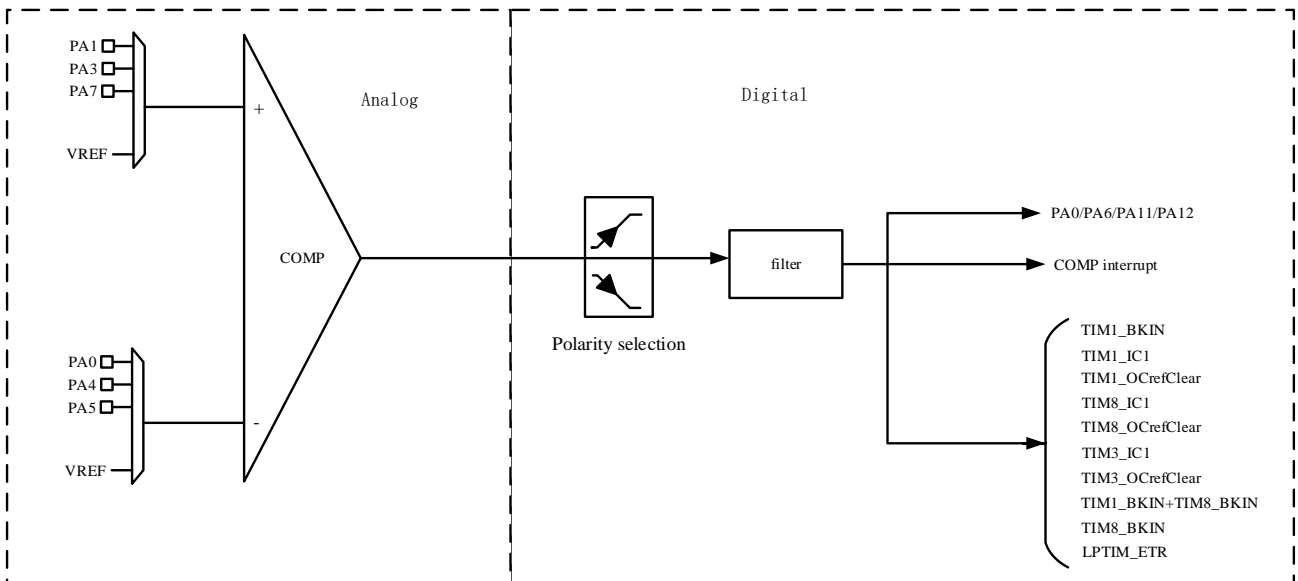 PA1
PA3
PA7
VREF
+
Analog
COMP
PA0
PA4
PA5
VREF
-
Digital
Polarity selection
filter
PA0/PA6/PA11/PA12
COMP interrupt
TIM1_BKIN
TIM1_IC1
TIM1_OCrefClear
TIM8_IC1
TIM8_OCrefClear
TIM3_IC1
TIM3_OCrefClear
TIM1_BKIN+TIM8_BKIN
TIM8_BKIN
LPTIM_ETR